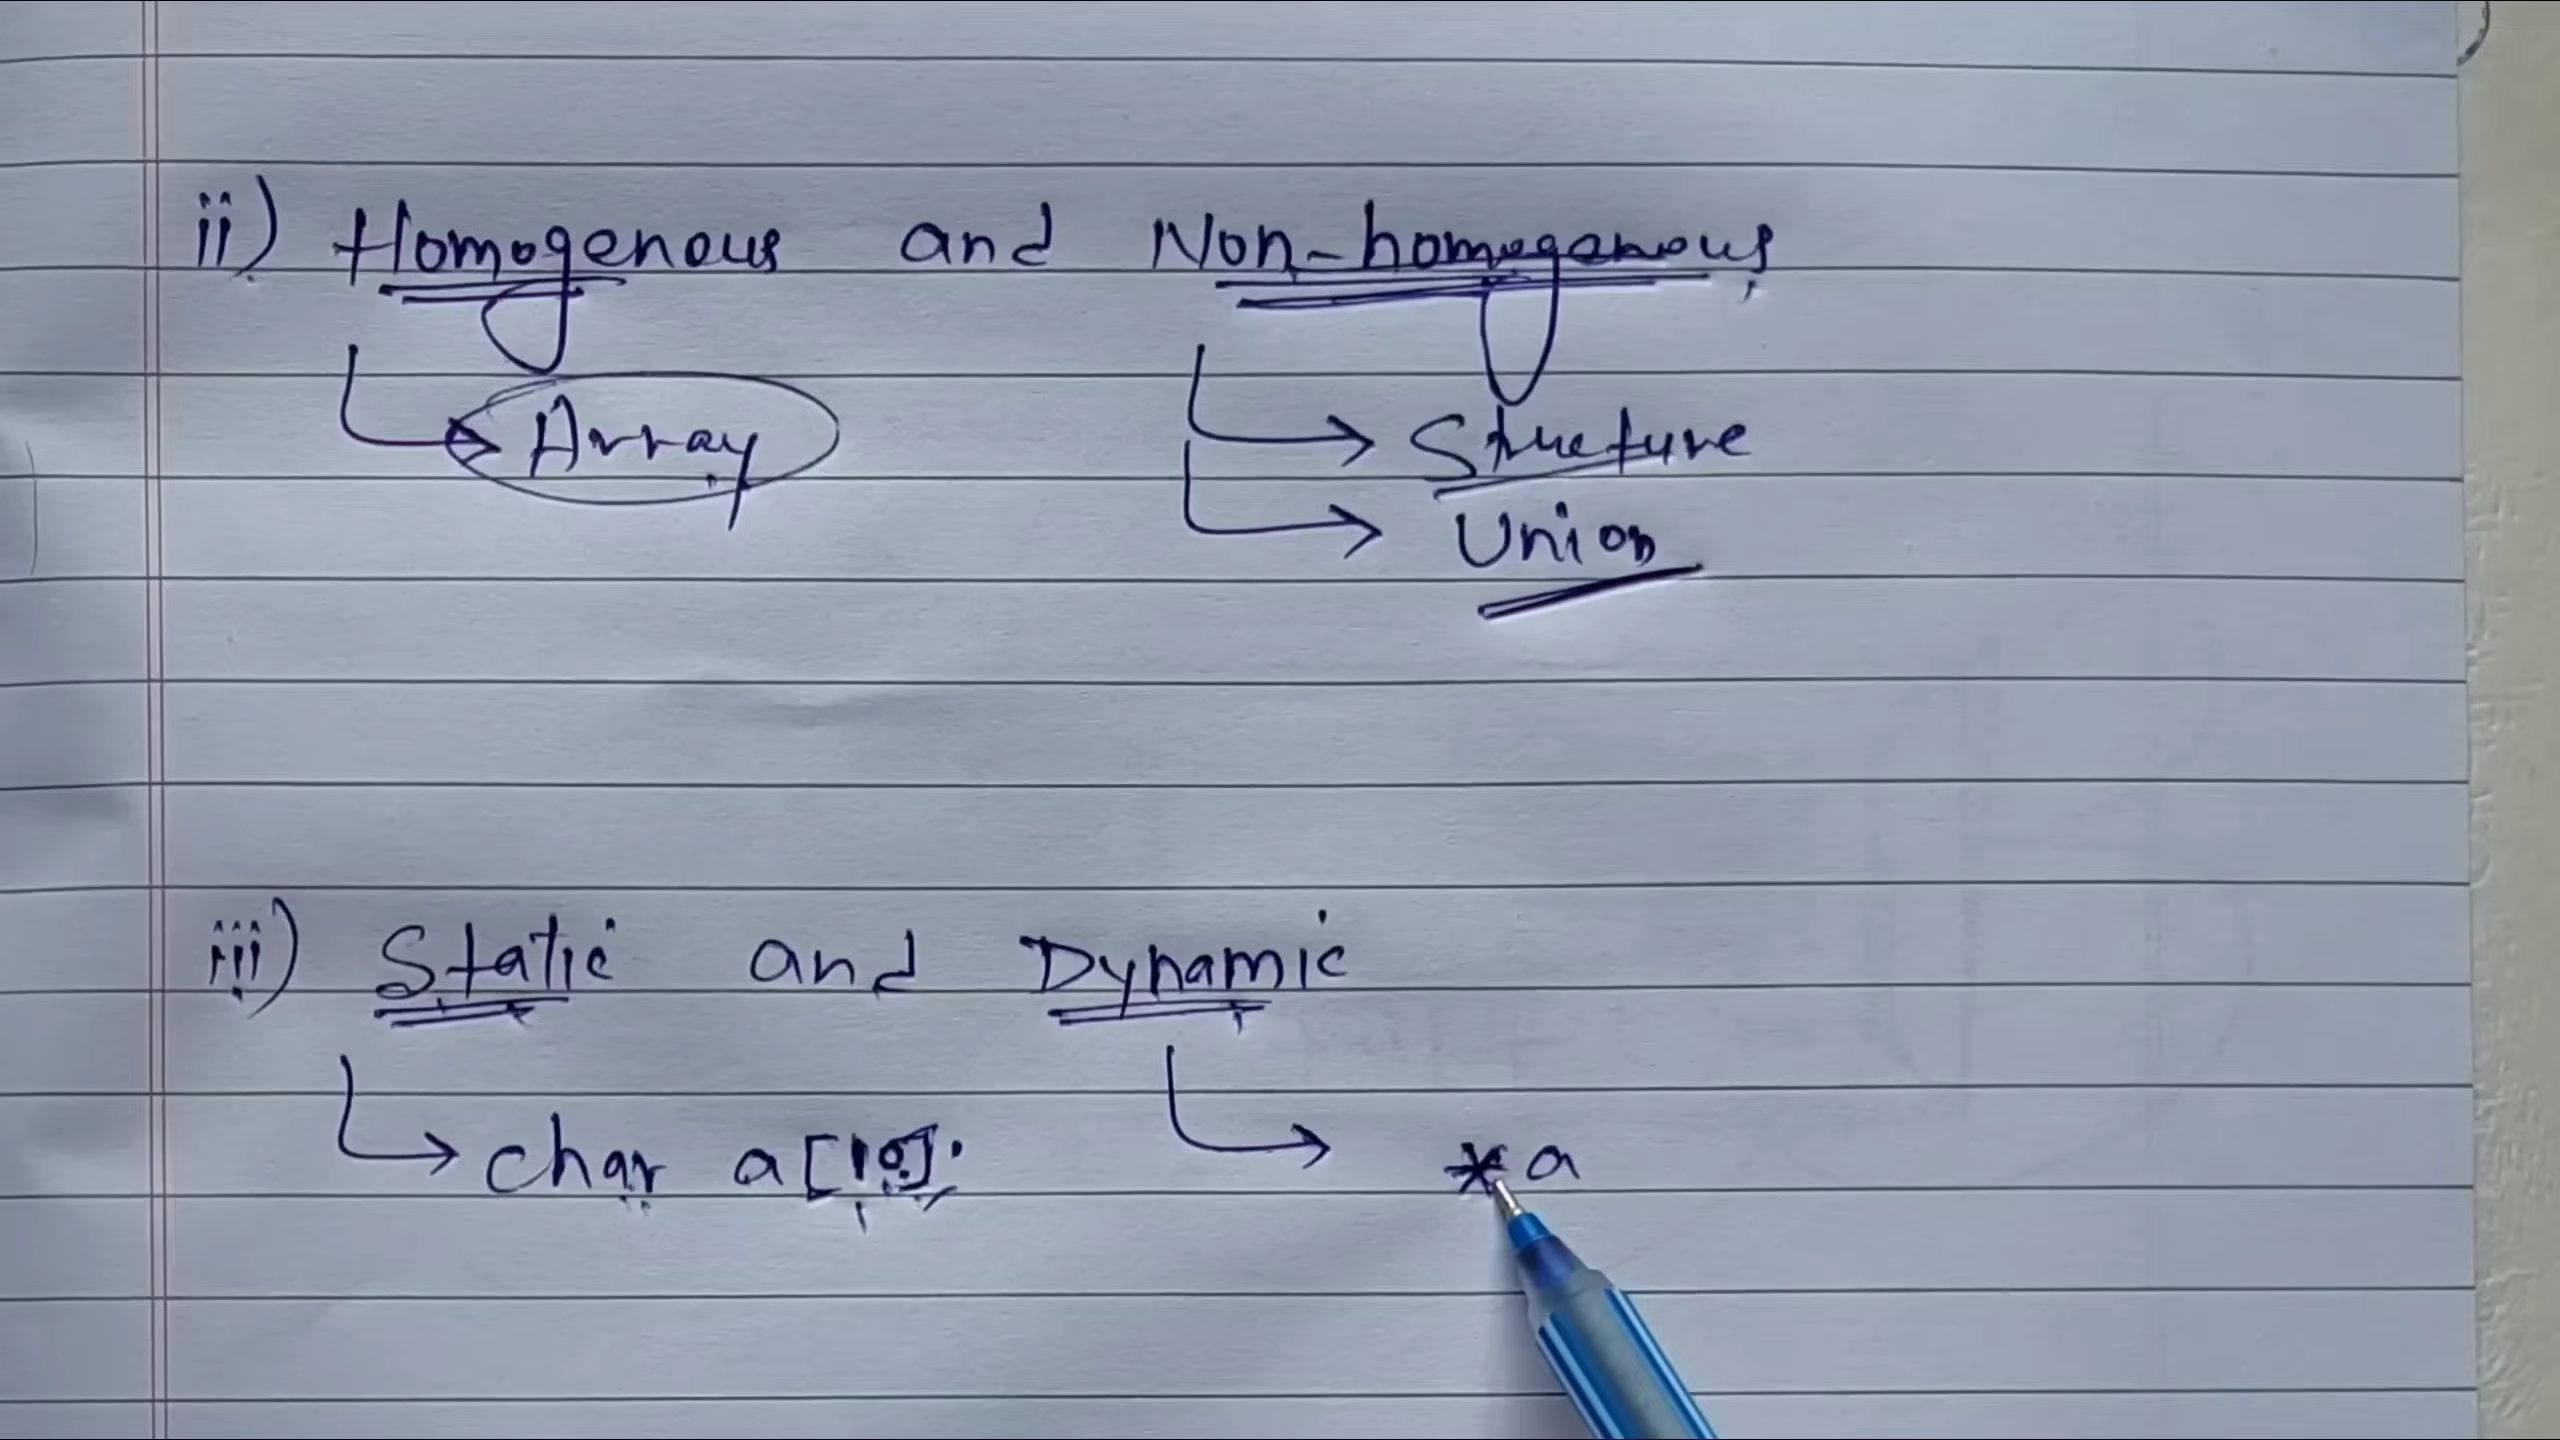 ii) Homogenous and Non-homogenous
Array Structure
Union
iii) Static and Dynamic
char a[10]; *a